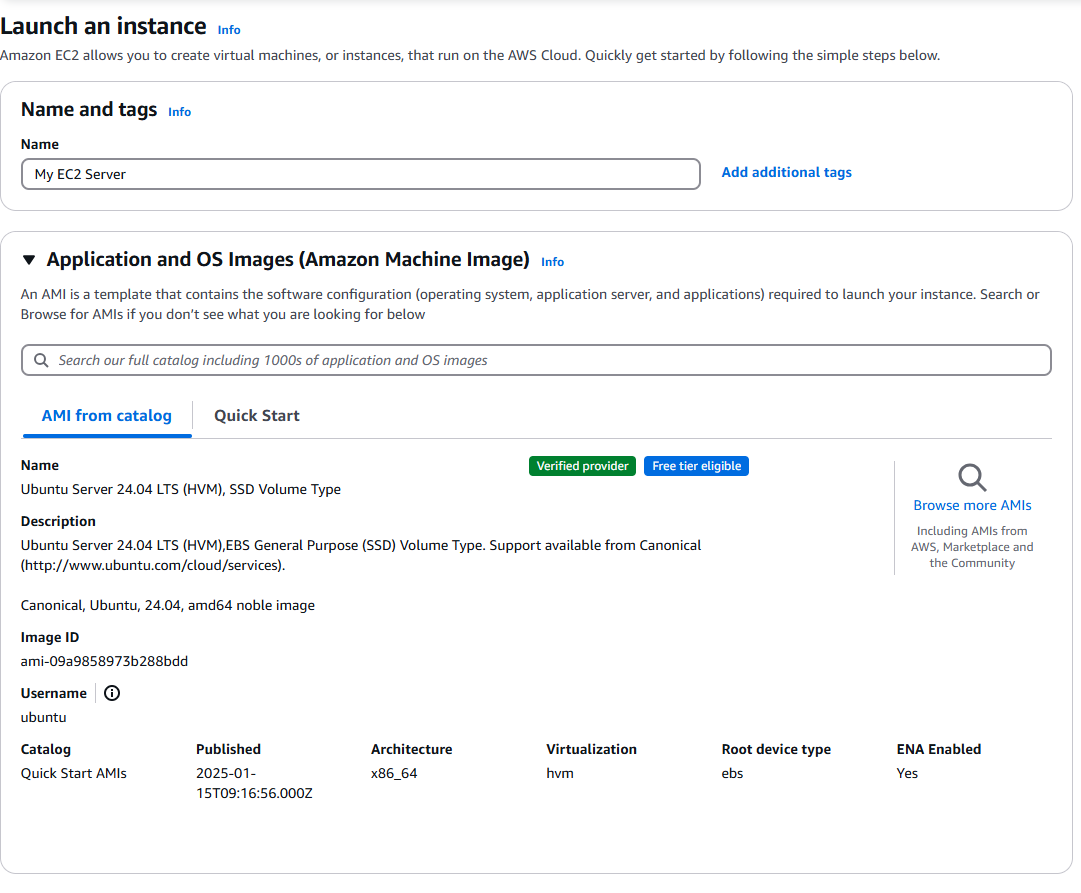 Launch an instance Info
Amazon EC2 allows you to create virtual machines, or instances, that run on the AWS Cloud. Quickly get started by following the simple steps below.
Name and tags Info
Name
My EC2 Server
Add additional tags
Application and OS Images (Amazon Machine Image) Info
An AMI is a template that contains the software configuration (operating system, application server, and applications) required to launch your instance. Search or
Browse for AMIs if you don’t see what you are looking for below
Search our full catalog including 1000s of application and OS images
AMI from catalog
Quick Start
Name
Verified provider
Free tier eligible
Ubuntu Server 24.04 LTS (HVM), SSD Volume Type
Description
Ubuntu Server 24.04 LTS (HVM),EBS General Purpose (SSD) Volume Type. Support available from Canonical
(http://www.ubuntu.com/cloud/services).
Canonical, Ubuntu, 24.04, amd64 noble image
Image ID
ami-09a9858973b288bdd
Username
ubuntu
Browse more AMIs
Including AMIs from
AWS, Marketplace and
the Community
Catalog
Quick Start AMIs
Published
2025-01-
15T09:16:56.000Z
Architecture
x86_64
Virtualization
hvm
Root device type
ebs
ENA Enabled
Yes